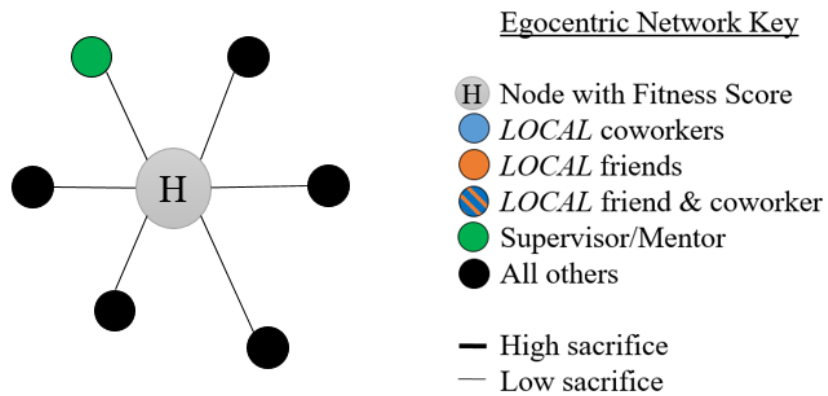 Egocentric Network Key
H
H Node with Fitness Score
LOCAL coworkers
LOCAL friends
LOCAL friend & coworker
Supervisor/Mentor
All others
High sacrifice
Low sacrifice